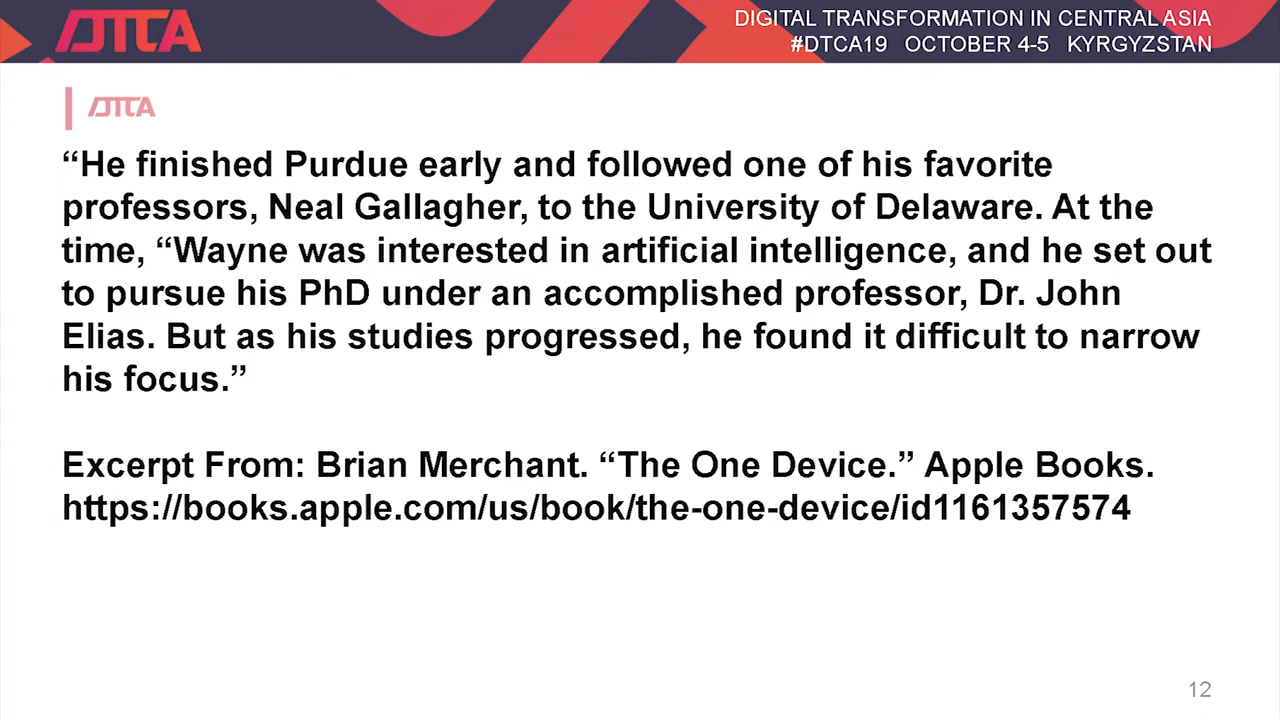 DTCA
DIGITAL TRANSFORMATION IN CENTRAL ASIA
#DTCA19 OCTOBER 4-5 KYRGYZSTAN
DTCA
“He finished Purdue early and followed one of his favorite
professors, Neal Gallagher, to the University of Delaware. At the
time, “Wayne was interested in artificial intelligence, and he set out
to pursue his PhD under an accomplished professor, Dr. John
Elias. But as his studies progressed, he found it difficult to narrow
his focus.”
Excerpt From: Brian Merchant. “The One Device.” Apple Books.
https://books.apple.com/us/book/the-one-device/id1161357574
12